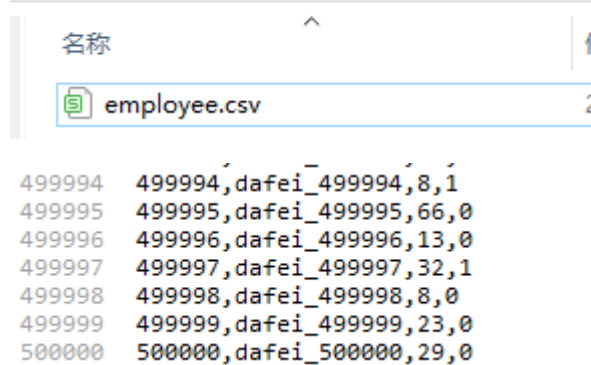 名称
employee.csv
499994 499994,dafei_499994,8,1
499995 499995,dafei_499995,66,0
499996 499996,dafei_499996,13,0
499997 499997,dafei_499997,32,1
499998 499998,dafei_499998,8,0
499999 499999,dafei_499999,23,0
500000 500000,dafei_500000,29,0